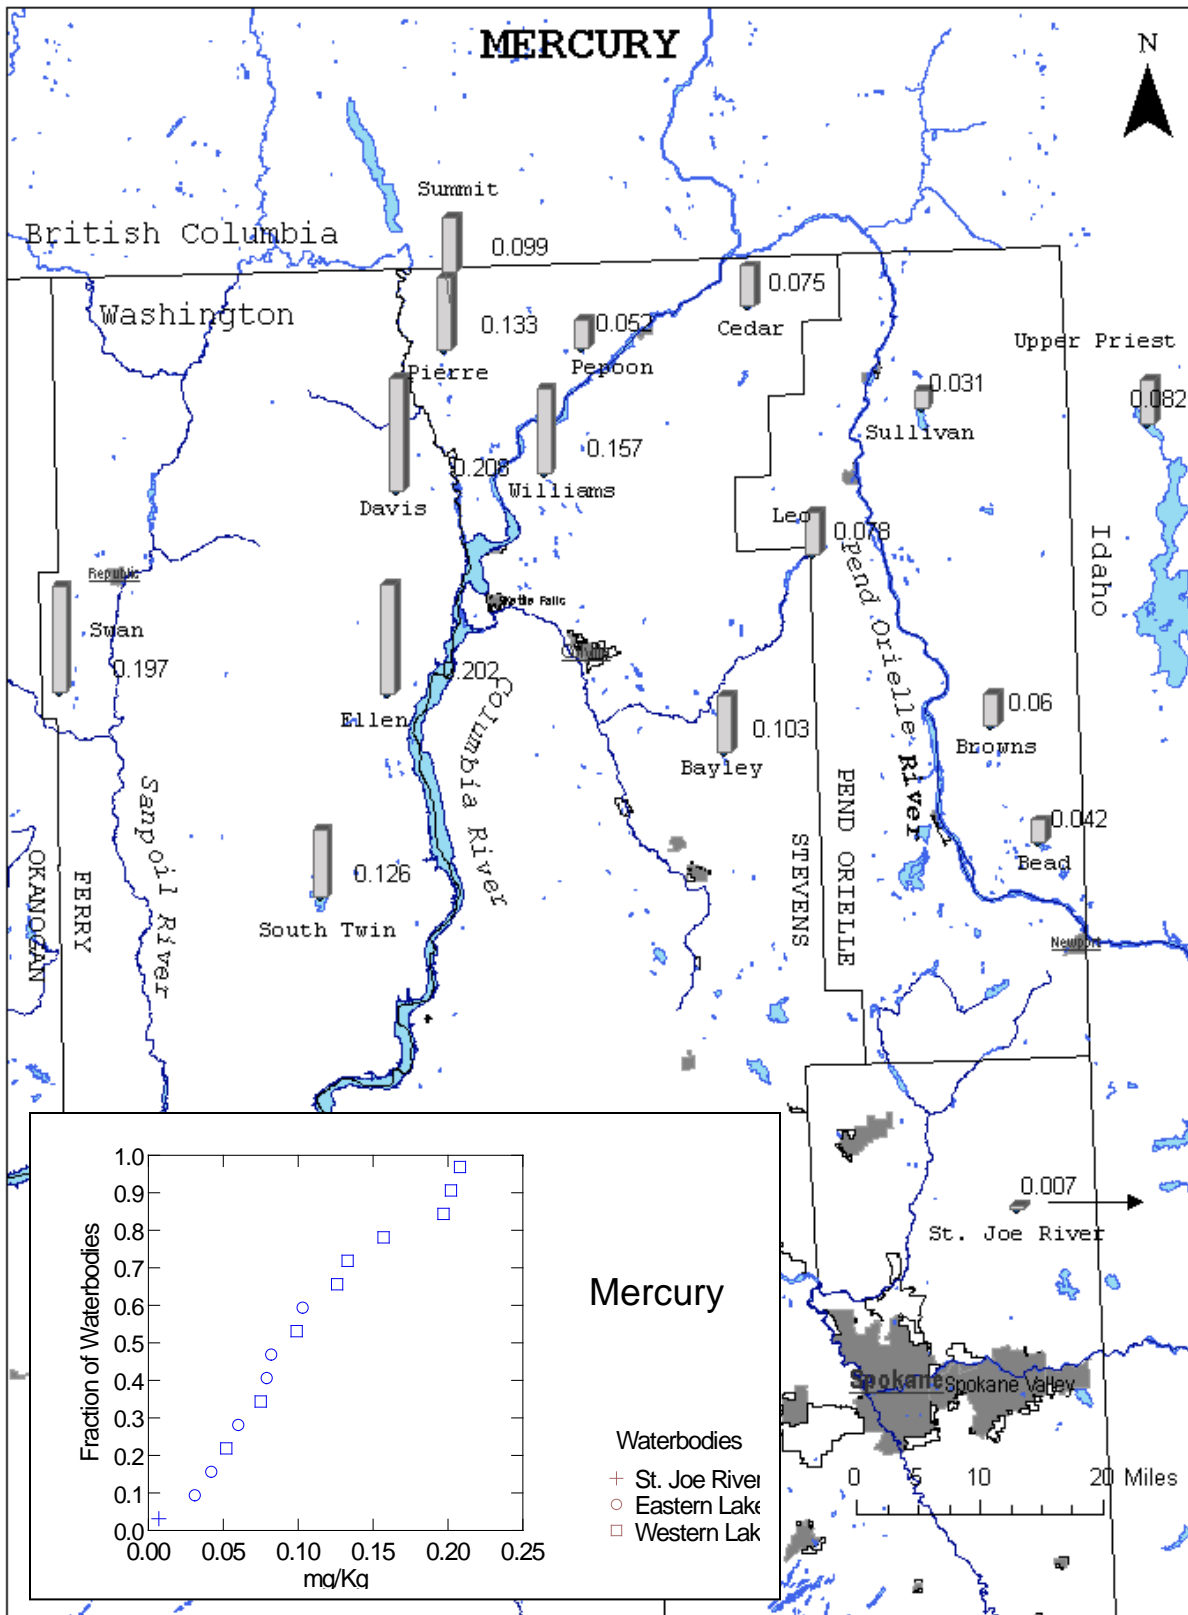 MERCURY
N
Summit
British Columbia
0.099
0.075
Washington
0.133
0.052
Cedar
Upper Priest
Pierre
Pepoon
0.031
0.082
Sullivan
0.157
0.208
Williams
Davis
Leo
0.078
Pend Orielle River
Idaho
Republic
Kettle Falls
Swan
0.197
.202
Columbia River
Ellen
0.06
0.103
Browns
Bayley
PEND ORIELLE
STEVENS
Sanpoil River
0.042
Bead
0.126
OKANOGAN
FERRY
South Twin
Newport
0.007
St. Joe River
Spokane
Spokane Valley
0 5 10 20 Miles
1.0
0.9
0.8
0.7
0.6
0.5
0.4
0.3
0.2
0.1
0.0
Fraction of Waterbodies
0.00 0.05 0.10 0.15 0.20 0.25
mg/Kg
Mercury
Waterbodies
St. Joe River
Eastern Lake
Western Lak